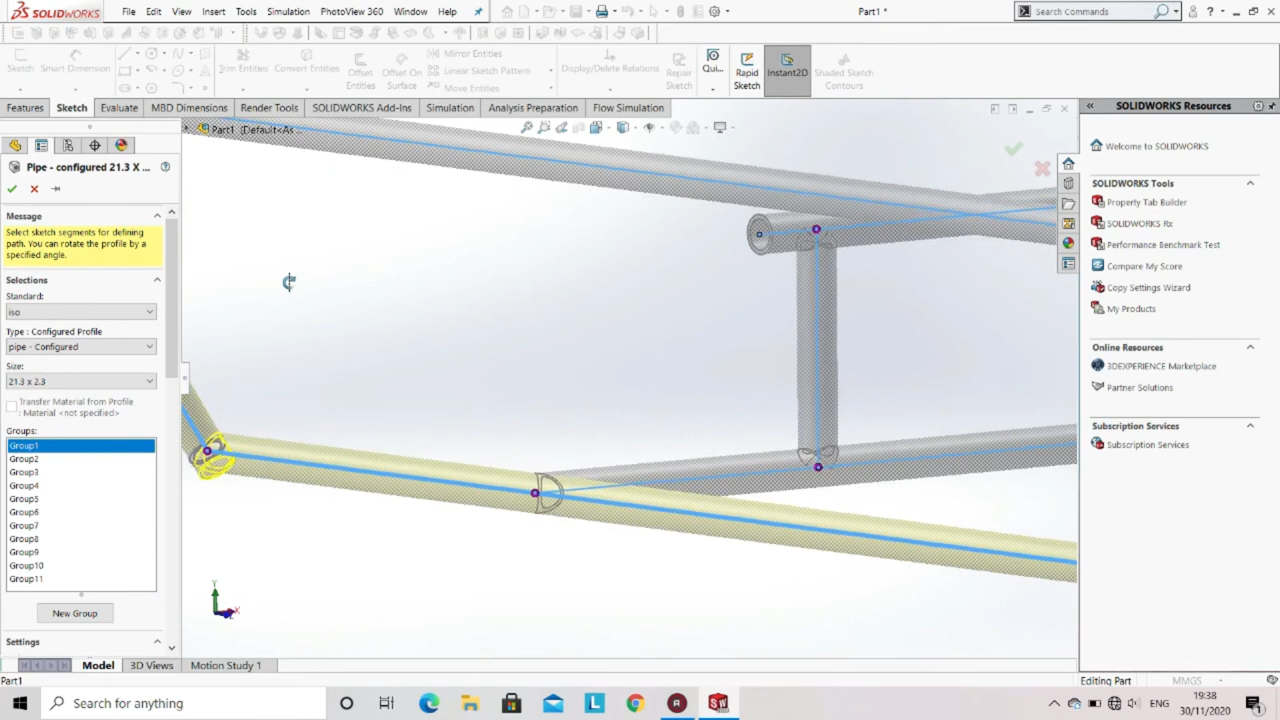 SOLIDWORKS File Edit View Insert Tools Simulation PhotoView 360 Window Help Part1 * Search Commands
Sketch Smart Dimension Trim Entities Convert Entities Offset Entities Offset On Surface Mirror Entities Linear Sketch Pattern Move Entities Display/Delete Relations Repair Sketch Qui... Rapid Sketch Instant2D Shaded Sketch Contours
Features Sketch Evaluate MBD Dimensions Render Tools SOLIDWORKS Add-Ins Simulation Analysis Preparation Flow Simulation
SOLIDWORKS Resources
Part1 (Default<As ...
Pipe - configured 21.3 X ...
Message
Select sketch segments for defining
path. You can rotate the profile by a
specified angle.
Selections
Standard:
iso
Type : Configured Profile
pipe - Configured
Size:
21.3 x 2.3
Transfer Material from Profile
: Material <not specified>
Groups:
Group1
Group2
Group3
Group4
Group5
Group6
Group7
Group8
Group9
Group10
Group11
New Group
Settings
Y
X
Welcome to SOLIDWORKS
SOLIDWORKS Tools
Property Tab Builder
SOLIDWORKS Rx
Performance Benchmark Test
Compare My Score
Copy Settings Wizard
My Products
Online Resources
3DEXPERIENCE Marketplace
Partner Solutions
Subscription Services
Subscription Services
Model 3D Views Motion Study 1
Part1 Editing Part MMGS
Search for anything
ENG
19:38
30/11/2020